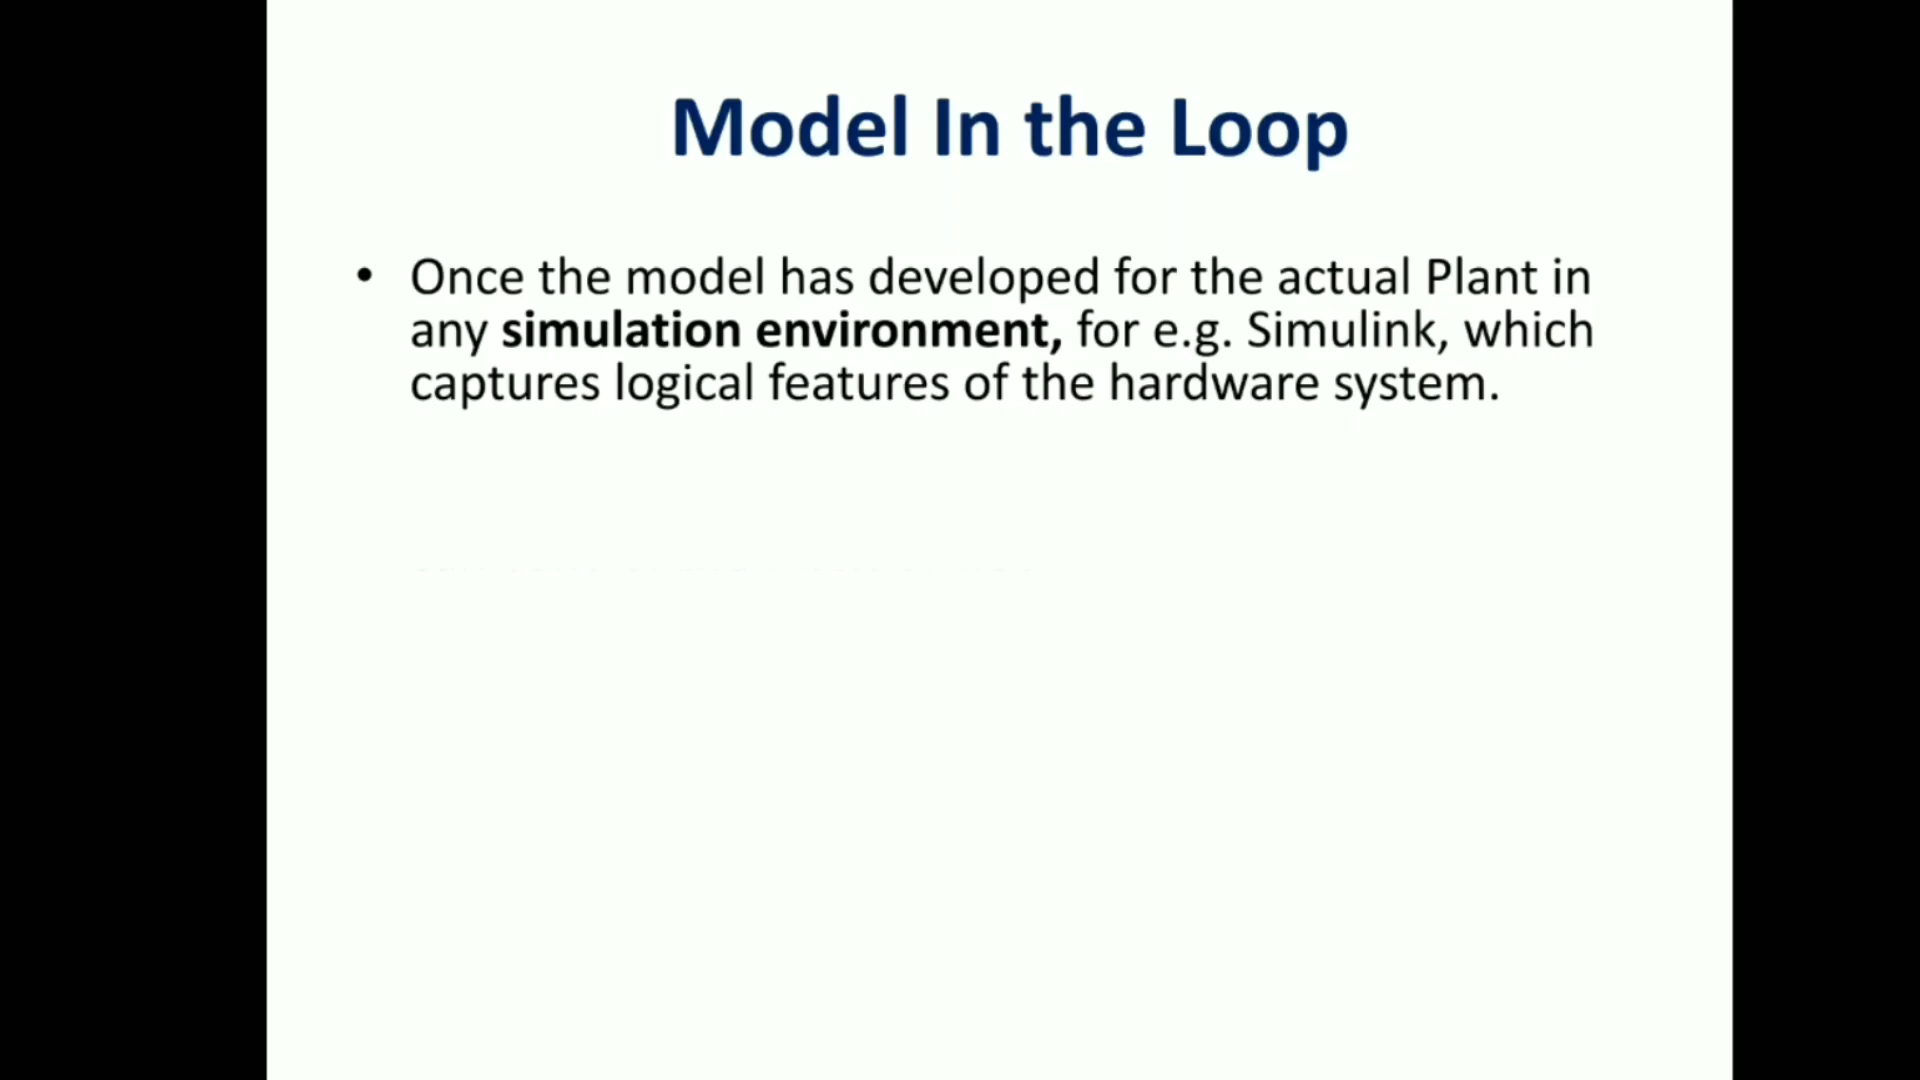 Model In the Loop
• Once the model has developed for the actual Plant in
any simulation environment, for e.g. Simulink, which
captures logical features of the hardware system.